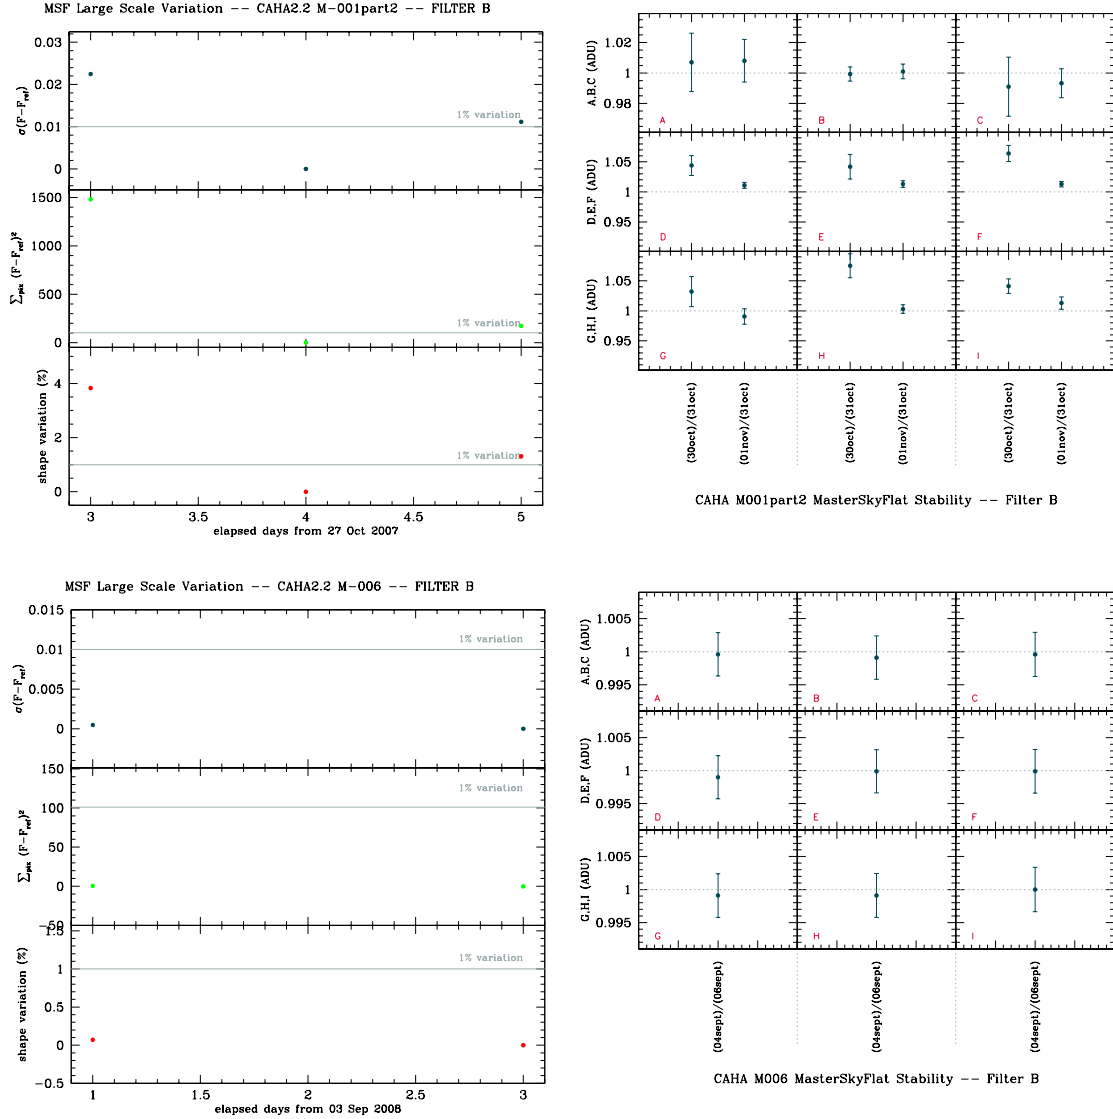 MSF Large Scale Variation -- CAHA2.2 M-001part2 -- FILTER B
0.03
0.02
0.01
0
σ(F-Fref)
1% variation
1500
1000
500
0
Σpix (F-Fref)²
1% variation
4
2
0
shape variation (%)
1% variation
3
3.5
4
4.5
5
elapsed days from 27 Oct 2007
1.02
1
0.98
A,B,C (ADU)
A
B
C
1.05
1
0.95
D,E,F (ADU)
D
E
F
1.05
1
0.95
G,H,I (ADU)
G
H
I
(30oct)/(31oct)
(01nov)/(31oct)
(30oct)/(31oct)
(01nov)/(31oct)
(30oct)/(31oct)
(01nov)/(31oct)
CAHA M001part2 MasterSkyFlat Stability -- Filter B
MSF Large Scale Variation -- CAHA2.2 M-006 -- FILTER B
0.015
0.01
0.005
0
σ(F-Fref)
1% variation
150
100
50
0
-50
Σpix (F-Fref)²
1% variation
1.5
1
0.5
0
-0.5
shape variation (%)
1% variation
1
1.5
2
2.5
3
elapsed days from 03 Sep 2008
1.005
1
0.995
A,B,C (ADU)
A
B
C
1.005
1
0.995
D,E,F (ADU)
D
E
F
1.005
1
0.995
G,H,I (ADU)
G
H
I
(04sept)/(06sept)
(04sept)/(06sept)
(04sept)/(06sept)
CAHA M006 MasterSkyFlat Stability -- Filter B